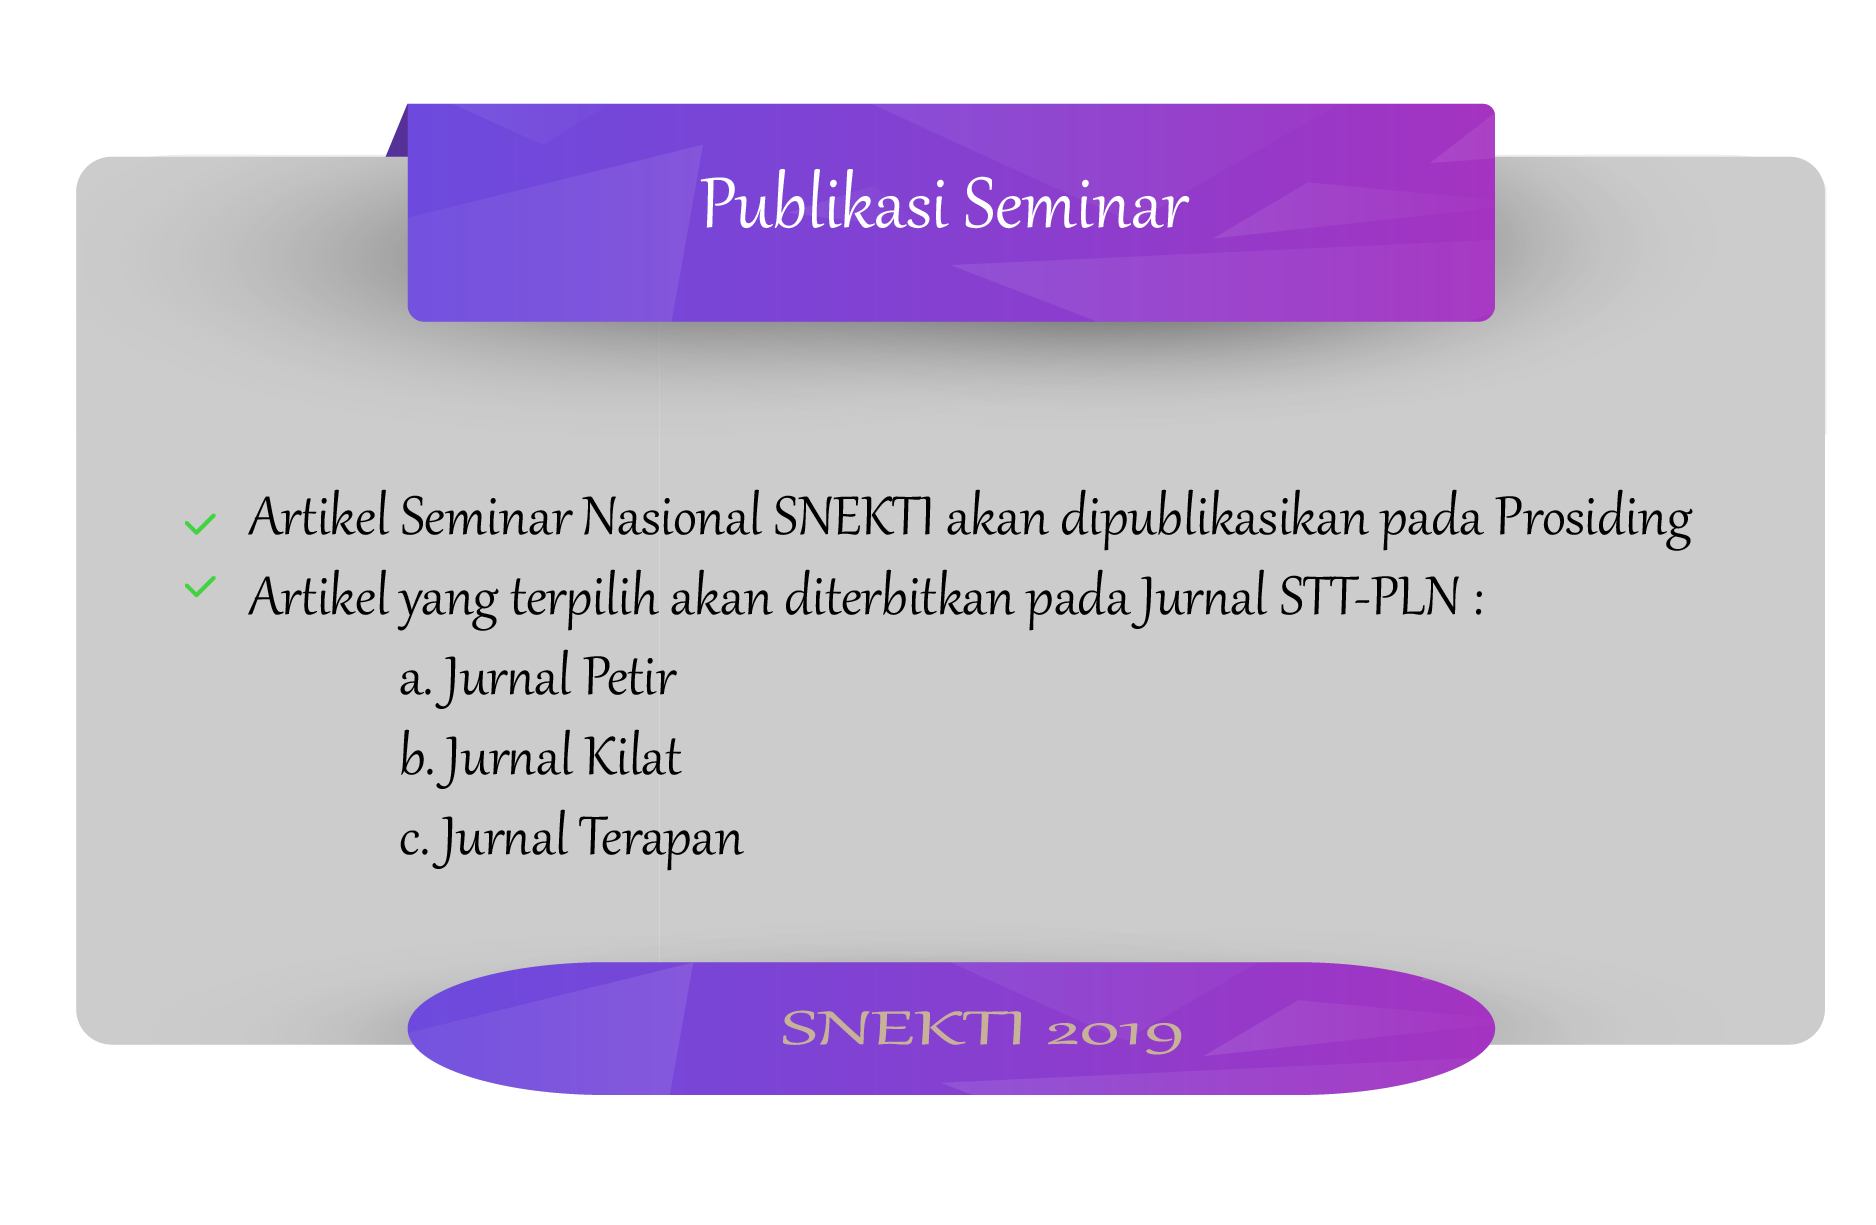 Publikasi Seminar
Artikel Seminar Nasional SNEKTI akan dipublikasikan pada Prosiding
Artikel yang terpilih akan diterbitkan pada Jurnal STT-PLN :
a. Jurnal Petir
b. Jurnal Kilat
c. Jurnal Terapan
SNEKTI 2019